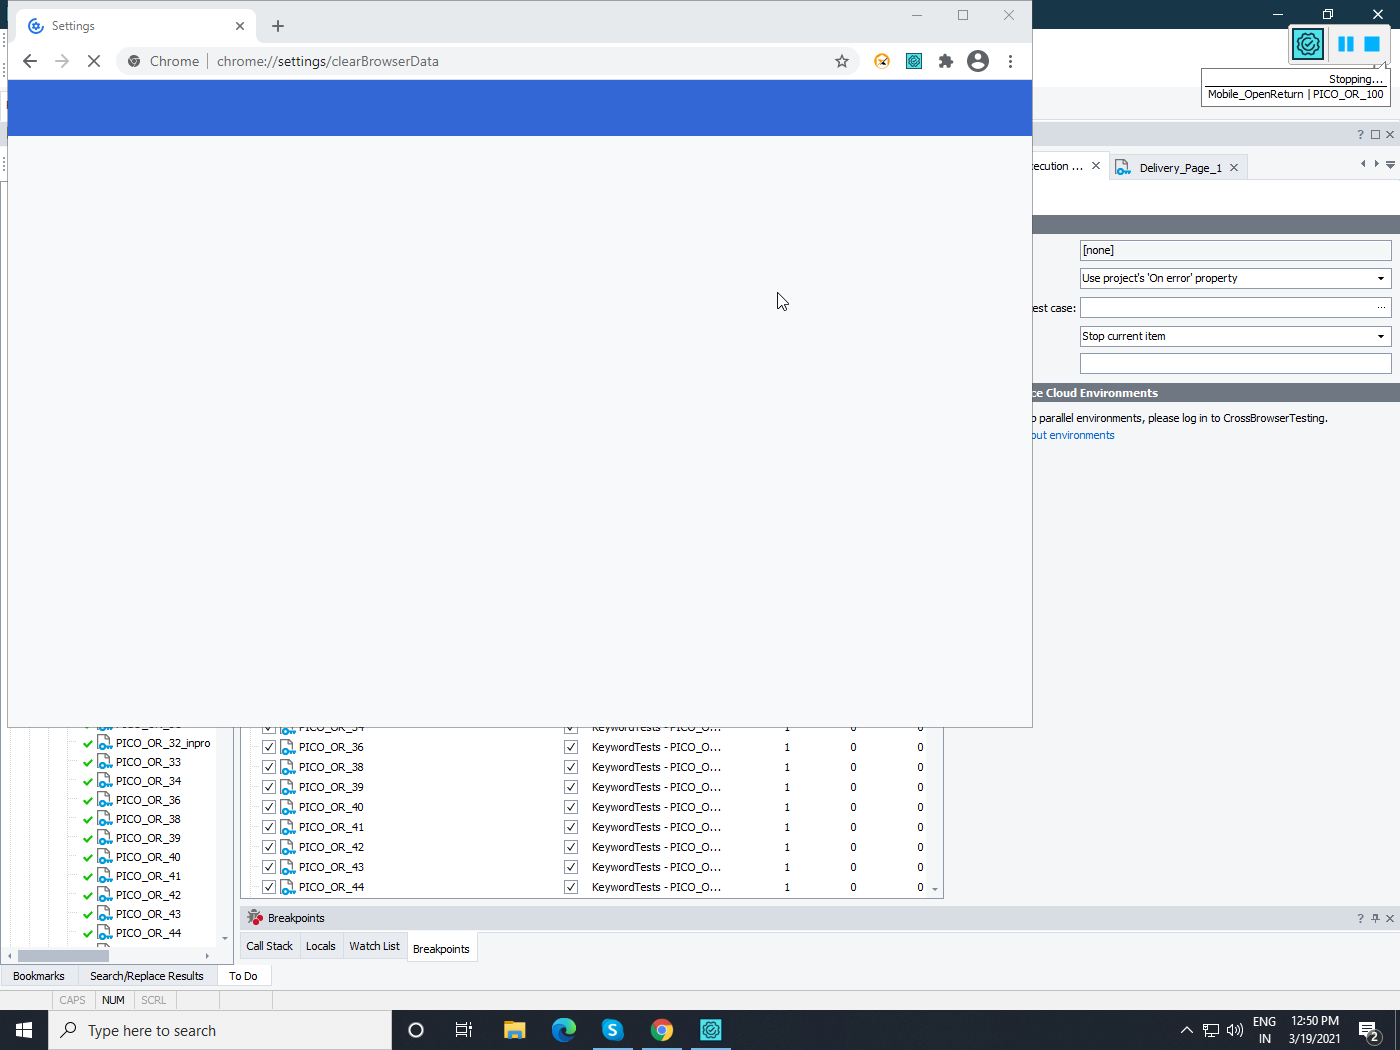 Settings
Chrome
chrome://settings/clearBrowserData
Stopping...
Mobile_OpenReturn | PICO_OR_100
ecution ...
Delivery_Page_1
[none]
Use project's 'On error' property
est case:
...
Stop current item
ce Cloud Environments
o parallel environments, please log in to CrossBrowserTesting.
out environments
PICO_OR_32_inpro
PICO_OR_33
PICO_OR_34
PICO_OR_36
PICO_OR_38
PICO_OR_39
PICO_OR_40
PICO_OR_41
PICO_OR_42
PICO_OR_43
PICO_OR_44
PICO_OR_34 KeywordTests - PICO_O... 1 0 0
PICO_OR_36 KeywordTests - PICO_O... 1 0 0
PICO_OR_38 KeywordTests - PICO_O... 1 0 0
PICO_OR_39 KeywordTests - PICO_O... 1 0 0
PICO_OR_40 KeywordTests - PICO_O... 1 0 0
PICO_OR_41 KeywordTests - PICO_O... 1 0 0
PICO_OR_42 KeywordTests - PICO_O... 1 0 0
PICO_OR_43 KeywordTests - PICO_O... 1 0 0
PICO_OR_44 KeywordTests - PICO_O... 1 0 0
Breakpoints
Call Stack Locals Watch List Breakpoints
Bookmarks Search/Replace Results To Do
CAPS NUM SCRL
Type here to search
ENG
IN
12:50 PM
3/19/2021
2